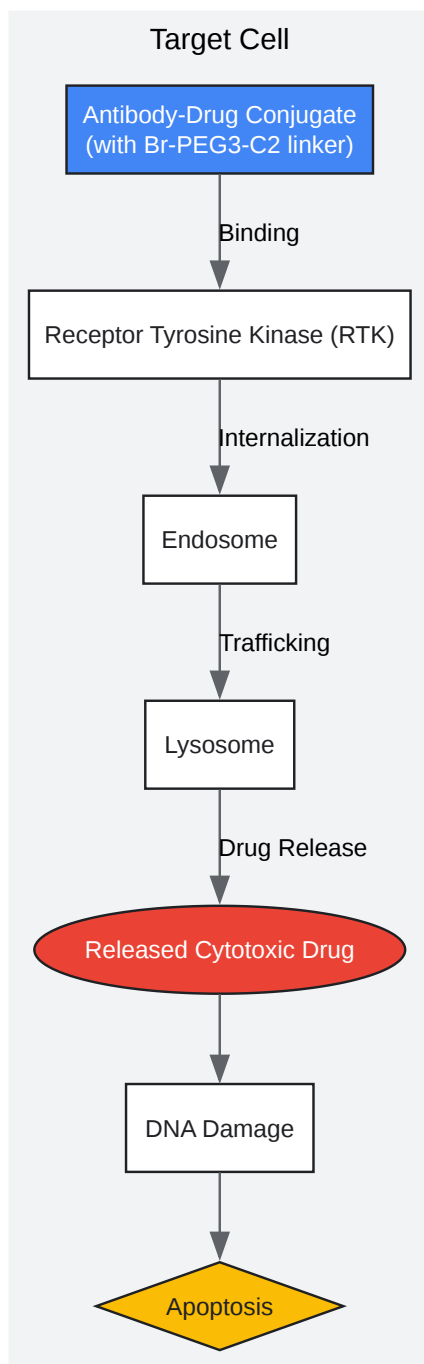 Target Cell
Antibody-Drug Conjugate
(with Br-PEG3-C2 linker)
Binding
Receptor Tyrosine Kinase (RTK)
Internalization
Endosome
Trafficking
Lysosome
Drug Release
Released Cytotoxic Drug
DNA Damage
Apoptosis